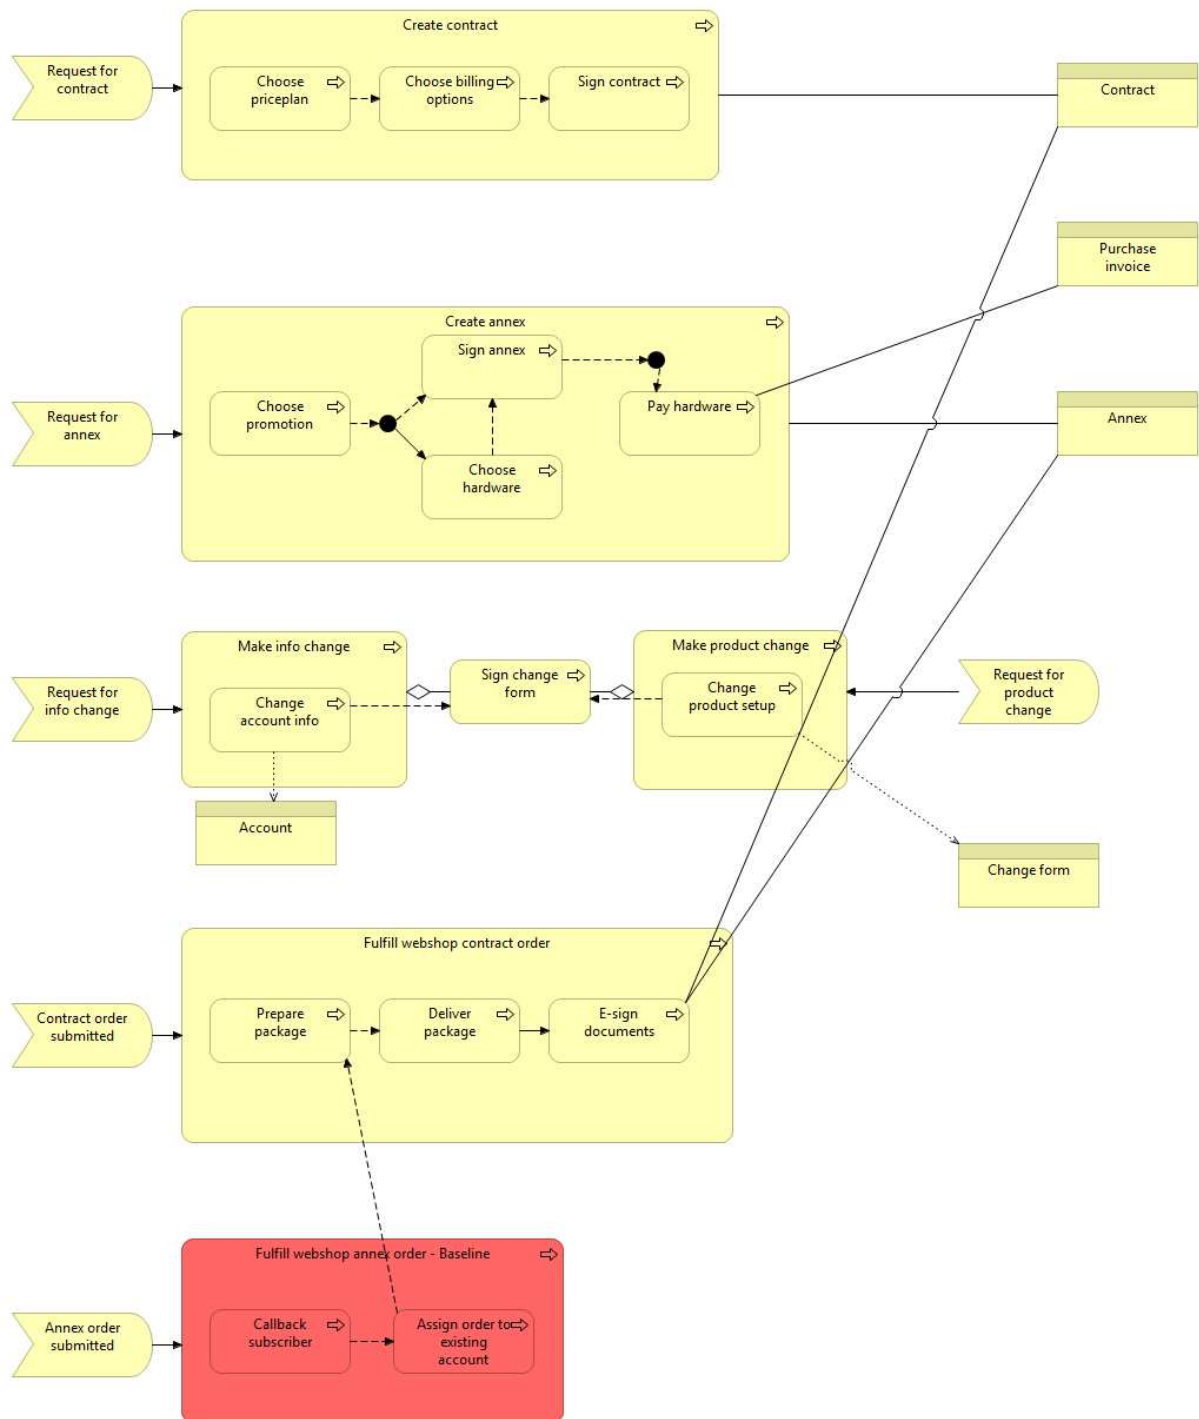 Create contract
Request for
contract
Choose
priceplan
Choose billing
options
Sign contract
Contract
Purchase
invoice
Create annex
Sign annex
Request for
annex
Choose
promotion
Pay hardware
Annex
Choose
hardware
Make info change
Sign change
form
Make product change
Request for
info change
Change
account info
Change
product setup
Request for
product
change
Account
Change form
Fulfill webshop contract order
Contract order
submitted
Prepare
package
Deliver
package
E-sign
documents
Fulfill webshop annex order - Baseline
Annex order
submitted
Callback
subscriber
Assign order to
existing
account